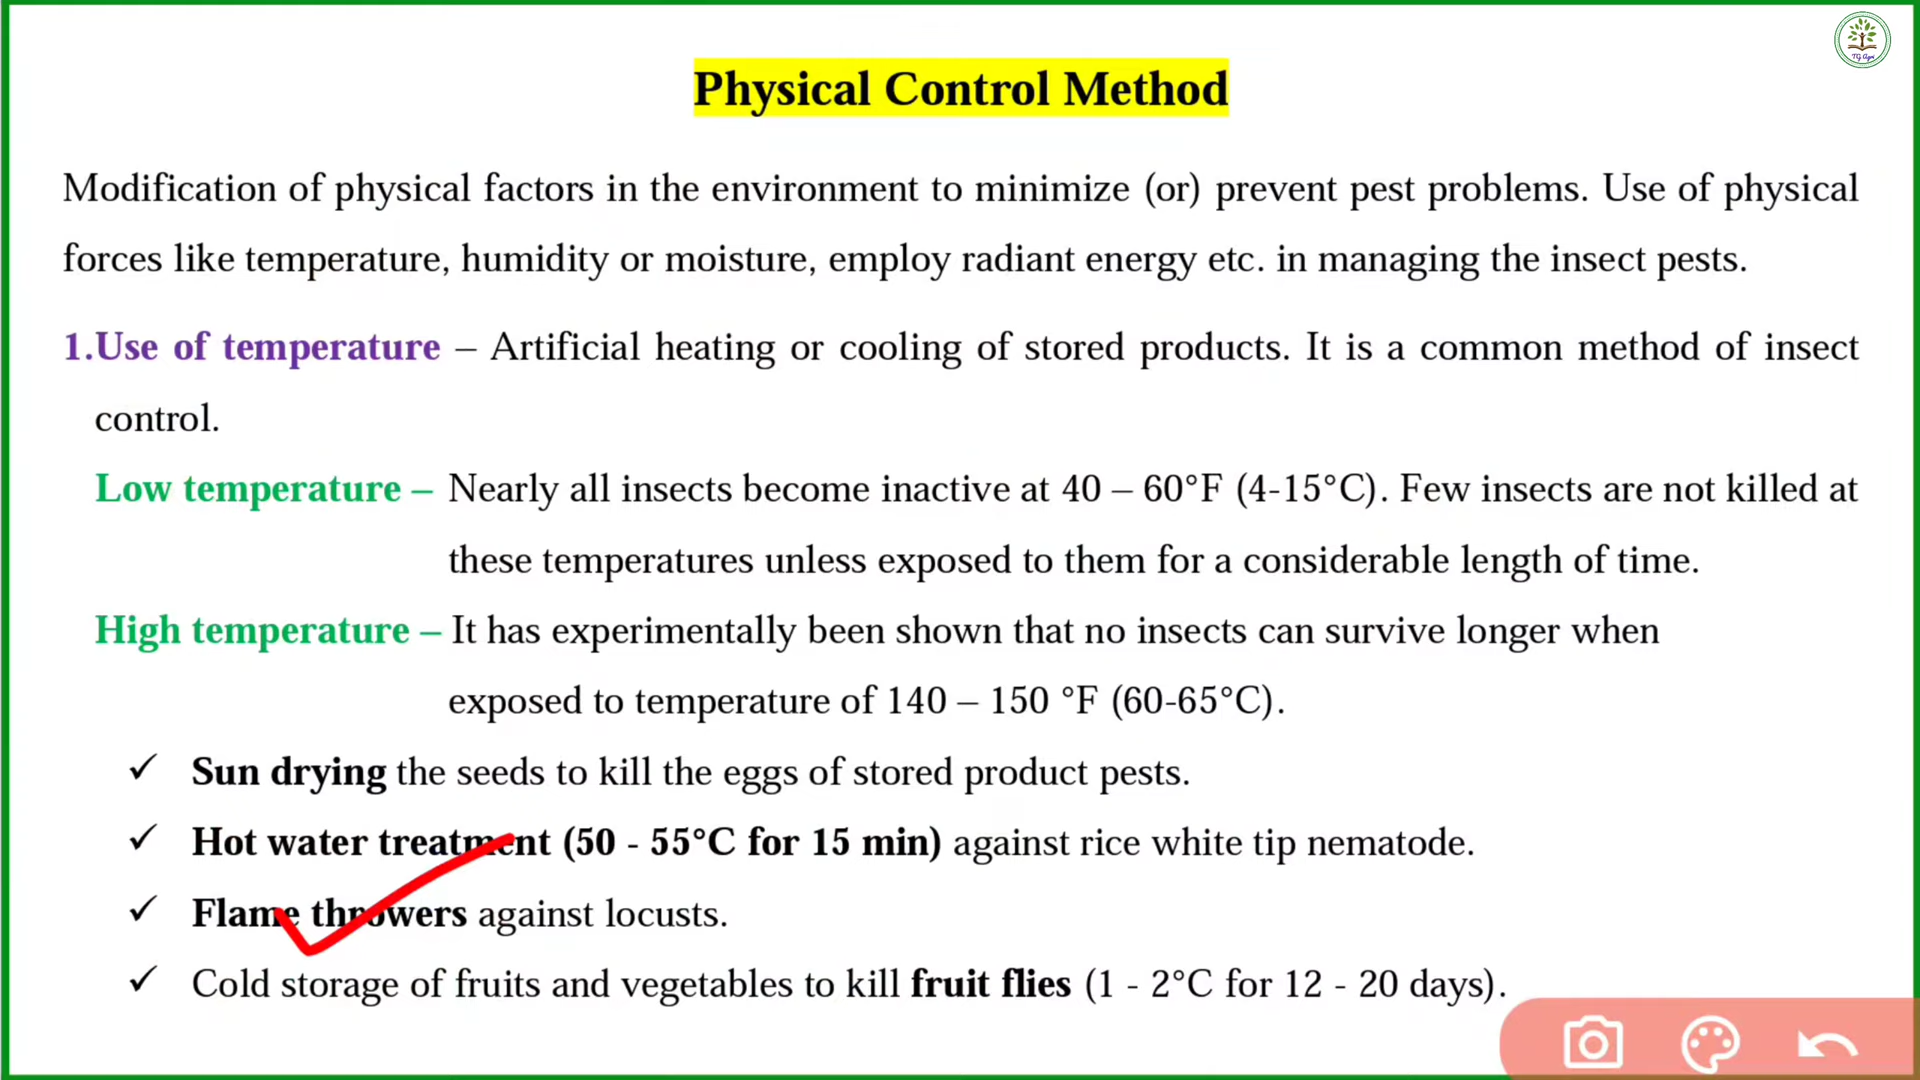 TG Agri
Physical Control Method
Modification of physical factors in the environment to minimize (or) prevent pest problems. Use of physical
forces like temperature, humidity or moisture, employ radiant energy etc. in managing the insect pests.
1.Use of temperature – Artificial heating or cooling of stored products. It is a common method of insect
control.
Low temperature – Nearly all insects become inactive at 40 – 60°F (4-15°C). Few insects are not killed at
these temperatures unless exposed to them for a considerable length of time.
High temperature – It has experimentally been shown that no insects can survive longer when
exposed to temperature of 140 – 150 °F (60-65°C).
✓ Sun drying the seeds to kill the eggs of stored product pests.
✓ Hot water treatment (50 - 55°C for 15 min) against rice white tip nematode.
✓ Flame throwers against locusts.
✓ Cold storage of fruits and vegetables to kill fruit flies (1 - 2°C for 12 - 20 days).